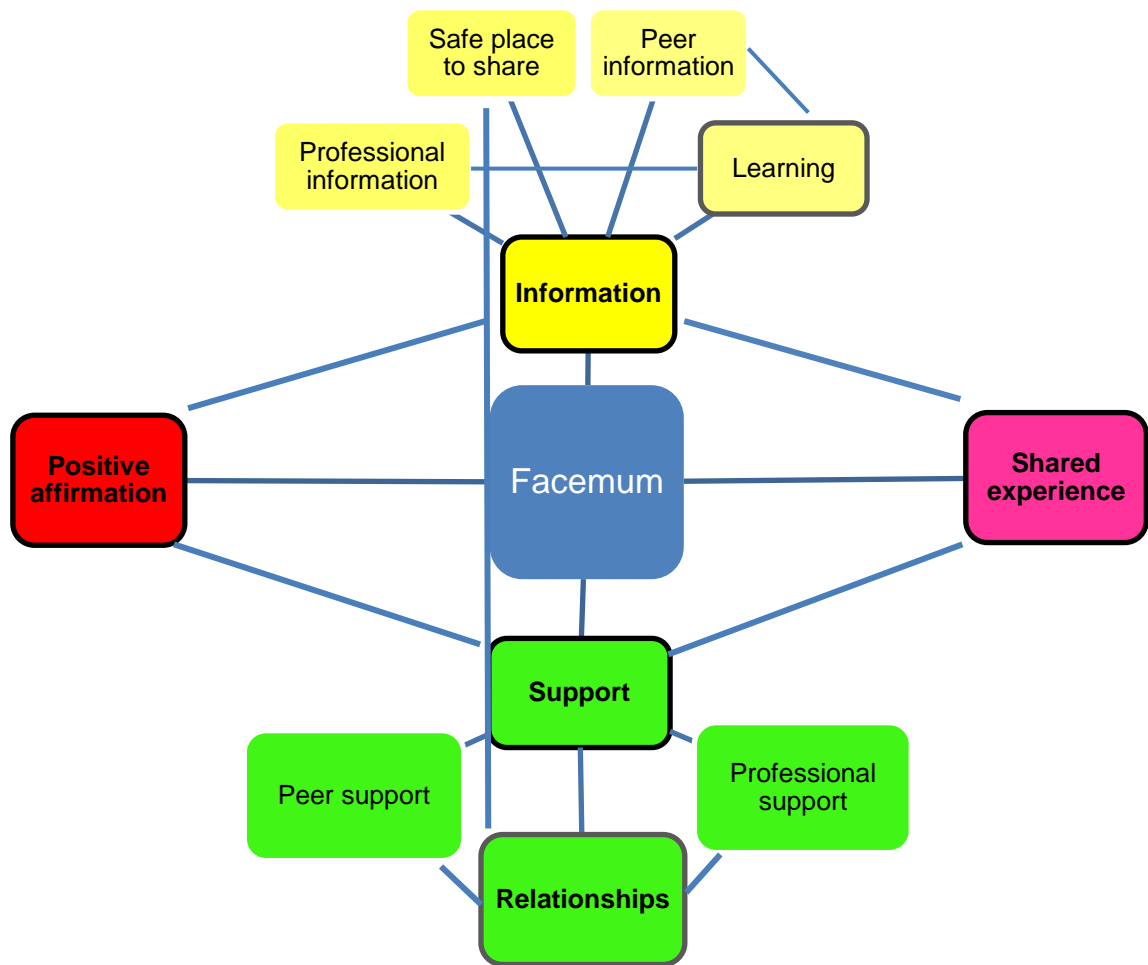 Safe place
to share
Peer
information
Professional
information
Learning
Information
Positive
affirmation
Facemum
Shared
experience
Support
Peer support
Professional
support
Relationships